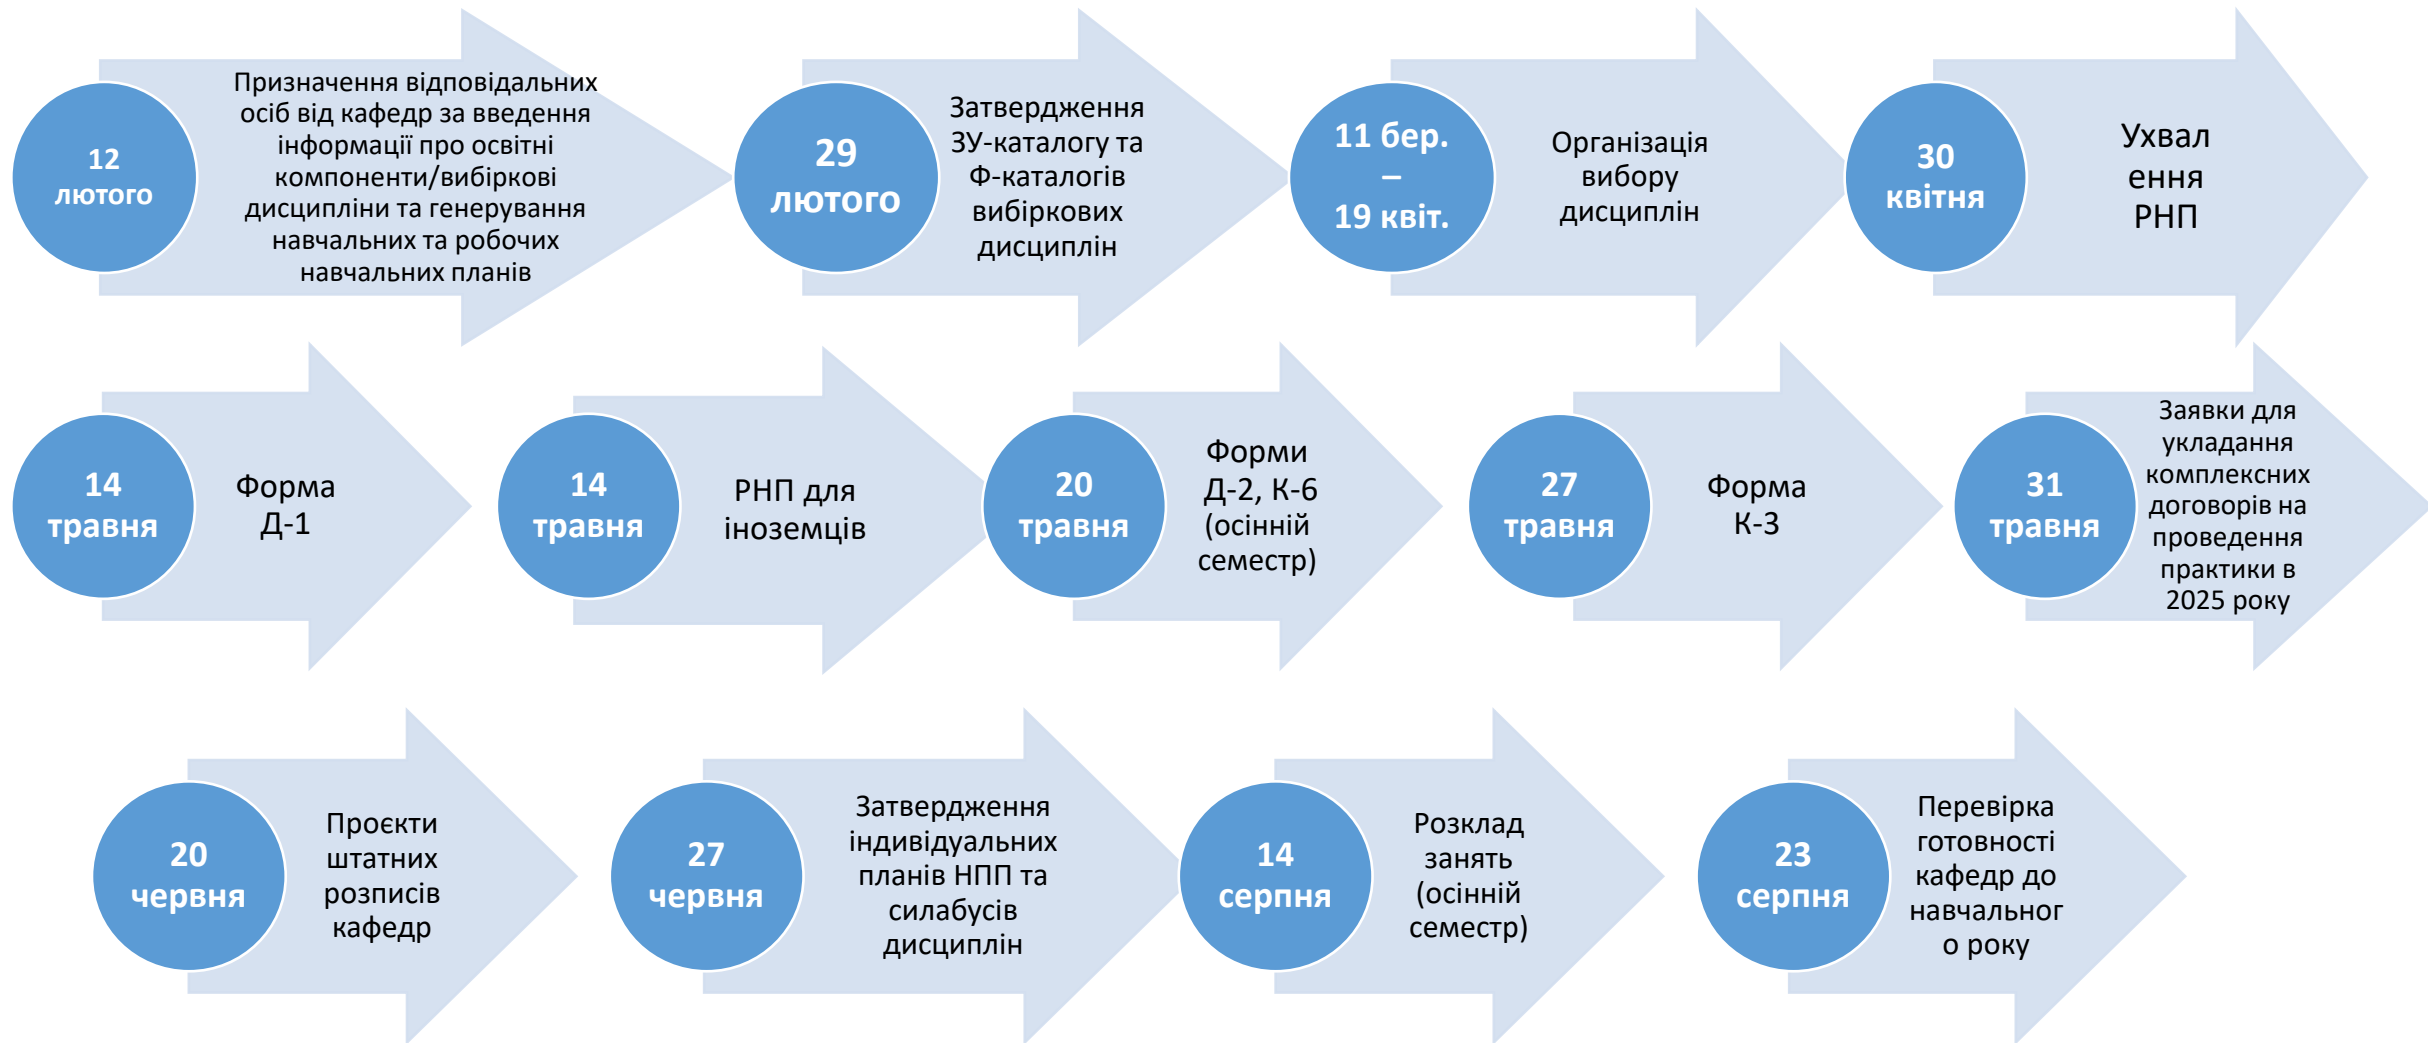 12
лютого
Призначення відповідальних
осіб від кафедр за введення
інформації про освітні
компоненти/вибіркові
дисципліни та генерування
навчальних та робочих
навчальних планів
29
лютого
Затвердження
ЗУ-каталогу та
Ф-каталогів
вибіркових
дисциплін
11 бер.
–
19 квіт.
Організація
вибору
дисциплін
30
квітня
Ухвал
ення
РНП
14
травня
Форма
Д-1
14
травня
РНП для
іноземців
20
травня
Форми
Д-2, К-6
(осінній
семестр)
27
травня
Форма
К-3
31
травня
Заявки для
укладання
комплексних
договорів на
проведення
практики в
2025 року
20
червня
Проєкти
штатних
розписів
кафедр
27
червня
Затвердження
індивідуальних
планів НПП та
силабусів
дисциплін
14
серпня
Розклад
занять
(осінній
семестр)
23
серпня
Перевірка
готовності
кафедр до
навчальног
о року